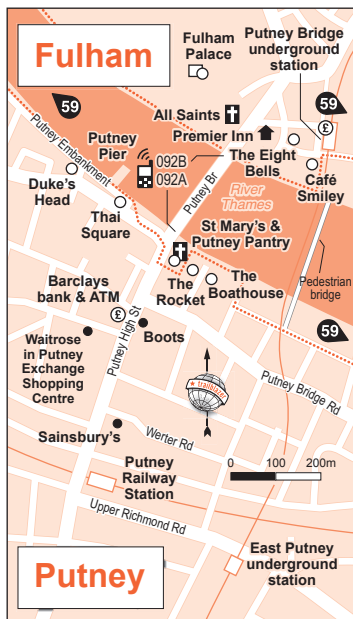 Fulham
Fulham
Palace
Putney Bridge
underground
station
59
59
All Saints
Premier Inn
Putney Embankment
Putney
Pier
092B
092A
Putney Br
The Eight
Bells
£
Café
Smiley
River
Thames
Duke's
Head
Thai
Square
St Mary's &
Putney Pantry
Pedestrian
bridge
Barclays
bank & ATM
£
The
Rocket
The
Boathouse
59
Waitrose
in Putney
Exchange
Shopping
Centre
Putney High St
Boots
Putney Bridge Rd
trailblazer
Sainsbury's
Werter Rd
0 100 200m
Putney
Railway
Station
Upper Richmond Rd
East Putney
underground
station
Putney